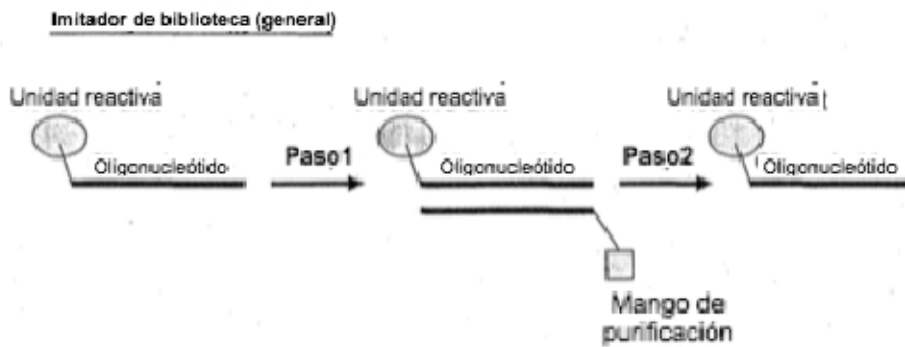 Imitador de biblioteca (general)
Unidad reactiva
Unidad reactiva
Unidad reactiva
Oligonucleótido
Paso1
Oligonucleótido
Paso2
Oligonucleótido
Mango de
purificación